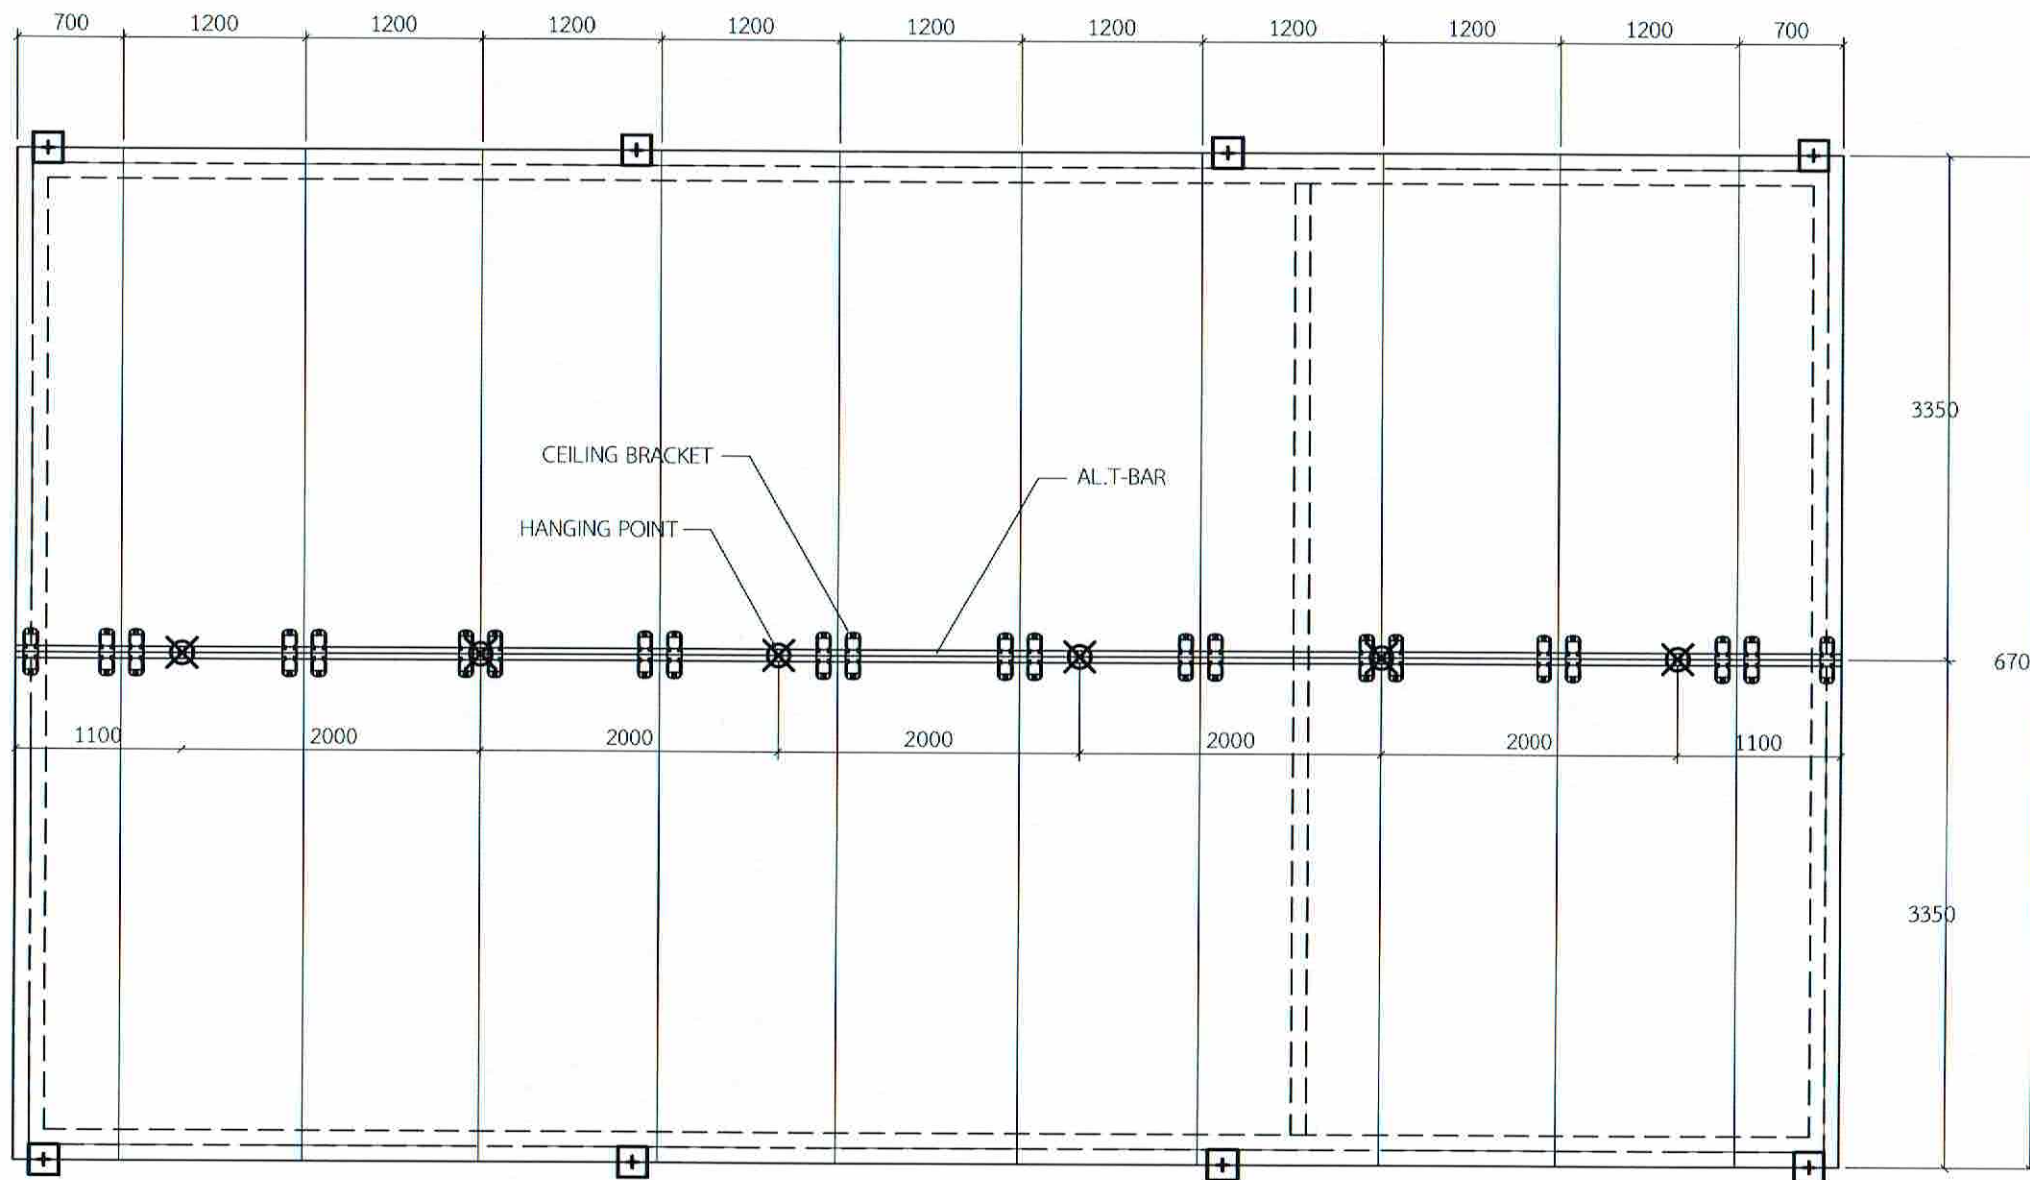 700 1200 1200 1200 1200 1200 1200 1200 1200 1200 700
3350
CEILING BRACKET
AL.T-BAR
HANGING POINT
670
1100 2000 2000 2000 2000 2000 1100
3350